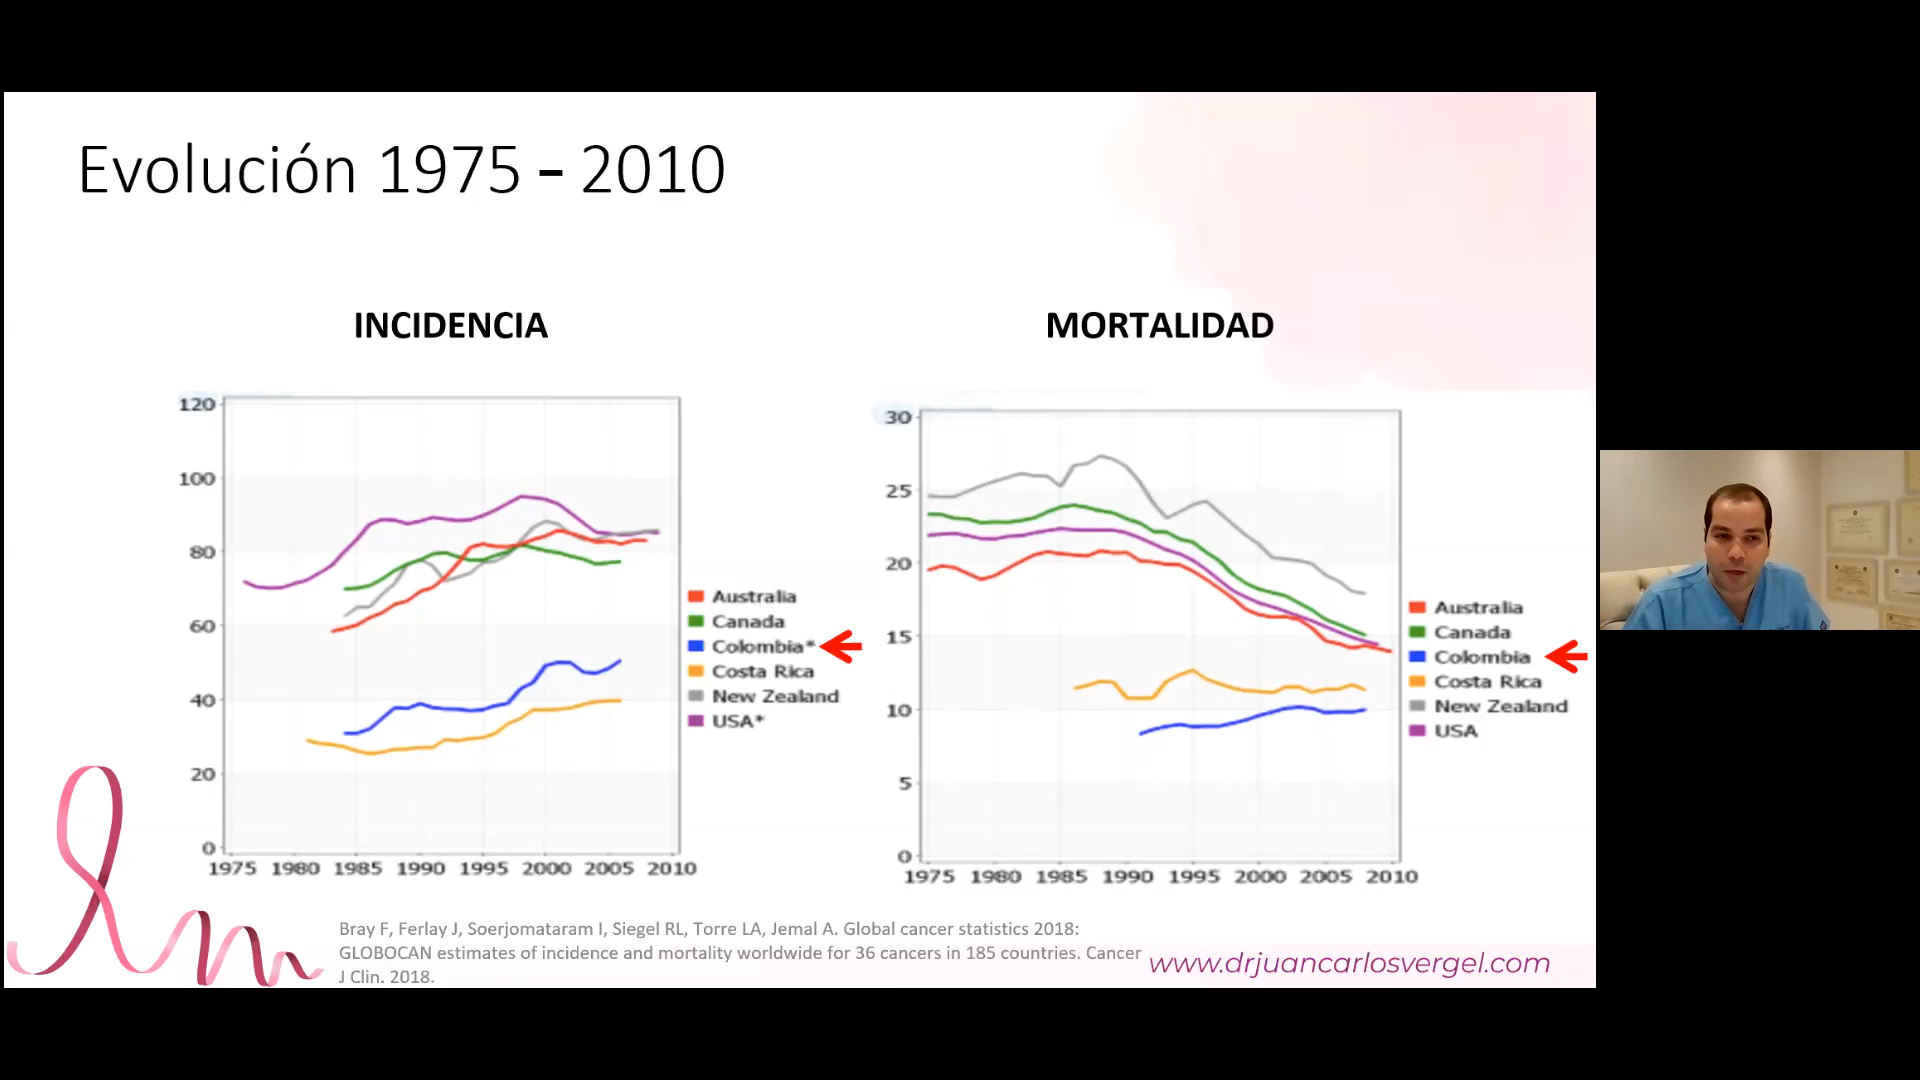 Evolución 1975 – 2010
INCIDENCIA
120
100
80
60
40
20
0
1975 1980 1985 1990 1995 2000 2005 2010
Australia
Canada
Colombia*
Costa Rica
New Zealand
USA*
MORTALIDAD
30
25
20
15
10
5
0
1975 1980 1985 1990 1995 2000 2005 2010
Australia
Canada
Colombia
Costa Rica
New Zealand
USA
Bray F, Ferlay J, Soerjomataram I, Siegel RL, Torre LA, Jemal A. Global cancer statistics 2018:
GLOBOCAN estimates of incidence and mortality worldwide for 36 cancers in 185 countries. Cancer
J Clin. 2018.
www.drjuancarlosvergel.com